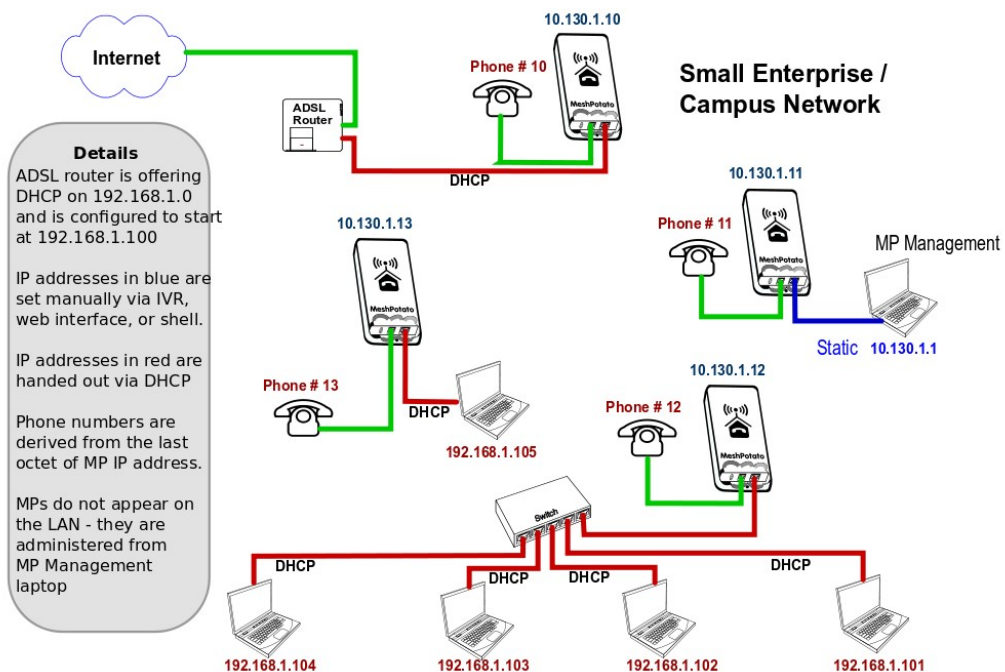 Internet
ADSL
Router
10.130.1.10
Phone # 10
MeshPotato
DHCP
Small Enterprise /
Campus Network
Details
ADSL router is offering
DHCP on 192.168.1.0
and is configured to start
at 192.168.1.100
IP addresses in blue are
set manually via IVR,
web interface, or shell.
IP addresses in red are
handed out via DHCP
Phone numbers are
derived from the last
octet of MP IP address.
MPs do not appear on
the LAN - they are
administered from
MP Management
laptop
10.130.1.11
Phone # 11
MeshPotato
MP Management
Static 10.130.1.1
10.130.1.13
MeshPotato
Phone # 13
DHCP
192.168.1.105
10.130.1.12
Phone # 12
MeshPotato
Switch
DHCP
DHCP
DHCP
DHCP
192.168.1.104
192.168.1.103
192.168.1.102
192.168.1.101